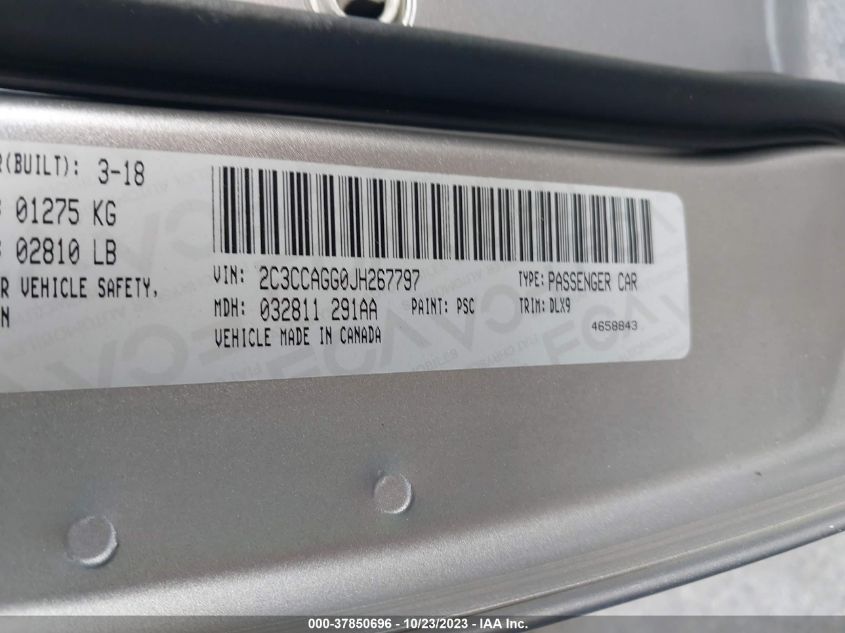 R(BUILT): 3-18
01275 KG
02810 LB
R VEHICLE SAFETY,
N
VIN: 2C3CCAGG0JH267797 TYPE: PASSENGER CAR
MDH: 032811 291AA PAINT: PSC TRIM: DLX9
VEHICLE MADE IN CANADA 4658843
000-37850696 - 10/23/2023 - IAA Inc.